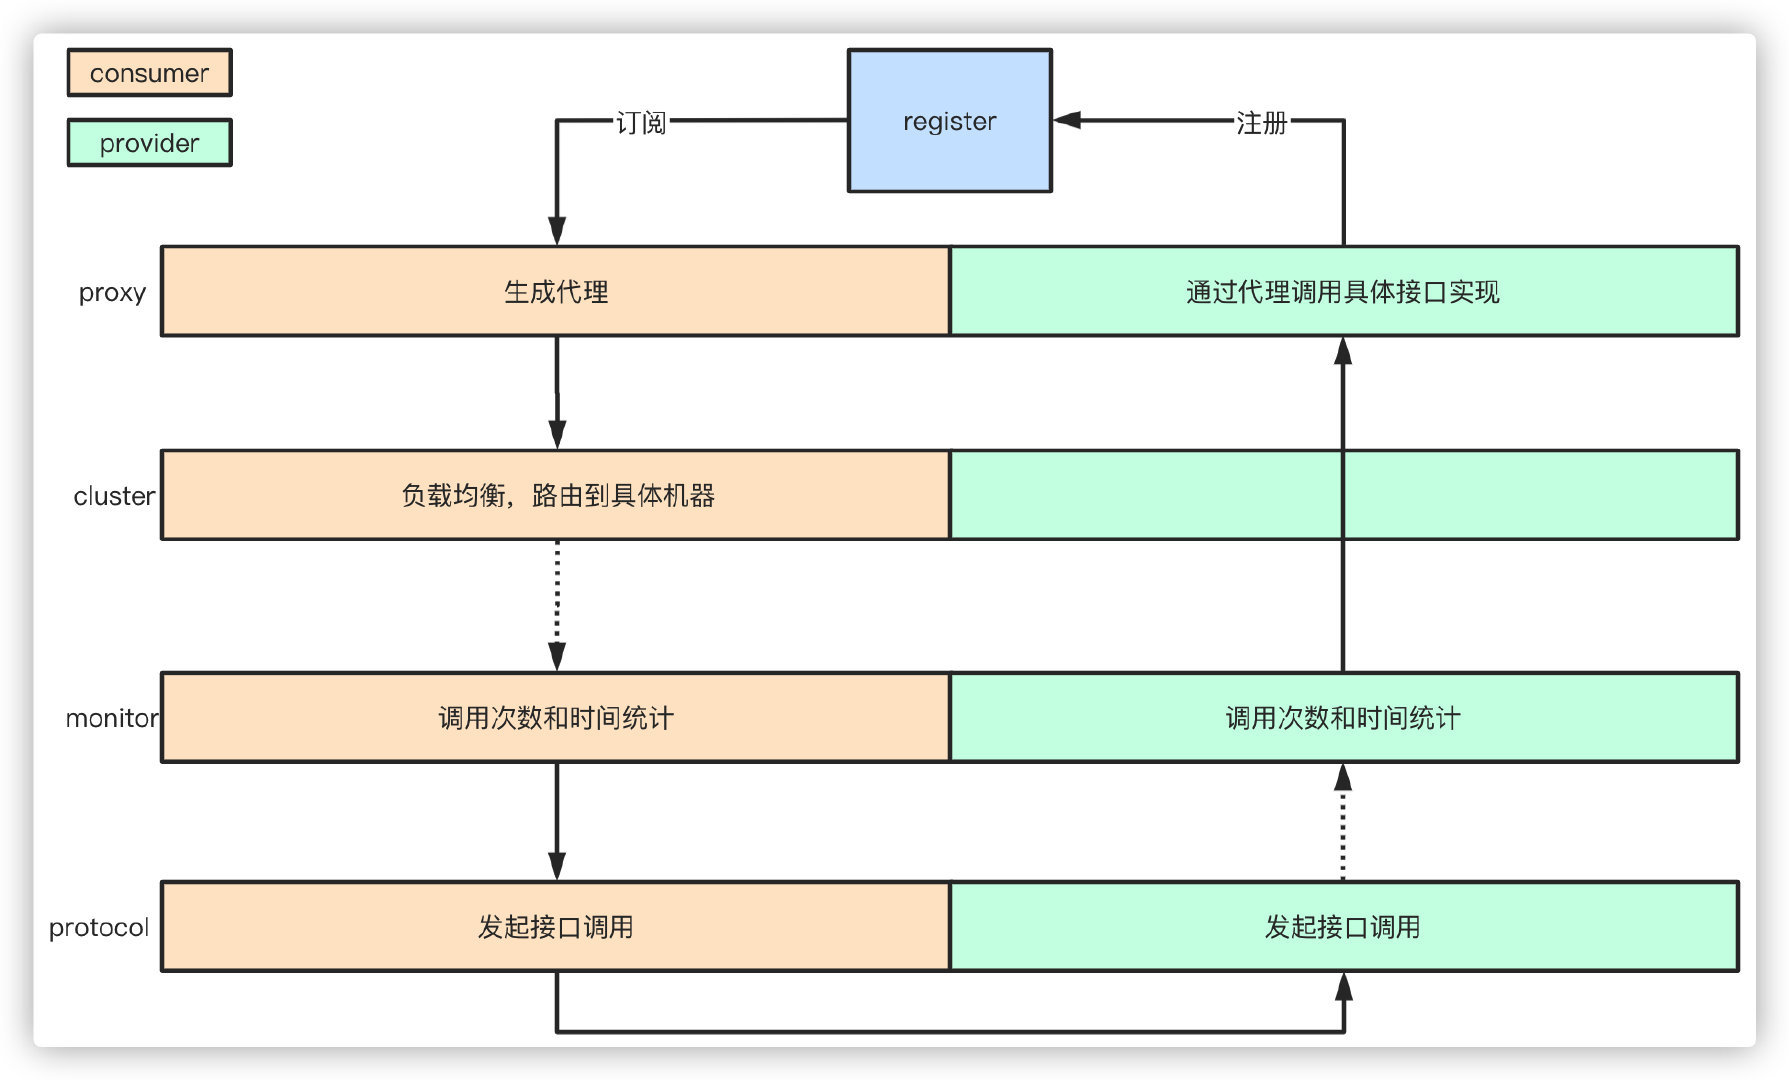 consumer
provider
订阅
register
注册
proxy
生成代理
通过代理调用具体接口实现
cluster
负载均衡，路由到具体机器
monitor
调用次数和时间统计
调用次数和时间统计
protocol
发起接口调用
发起接口调用